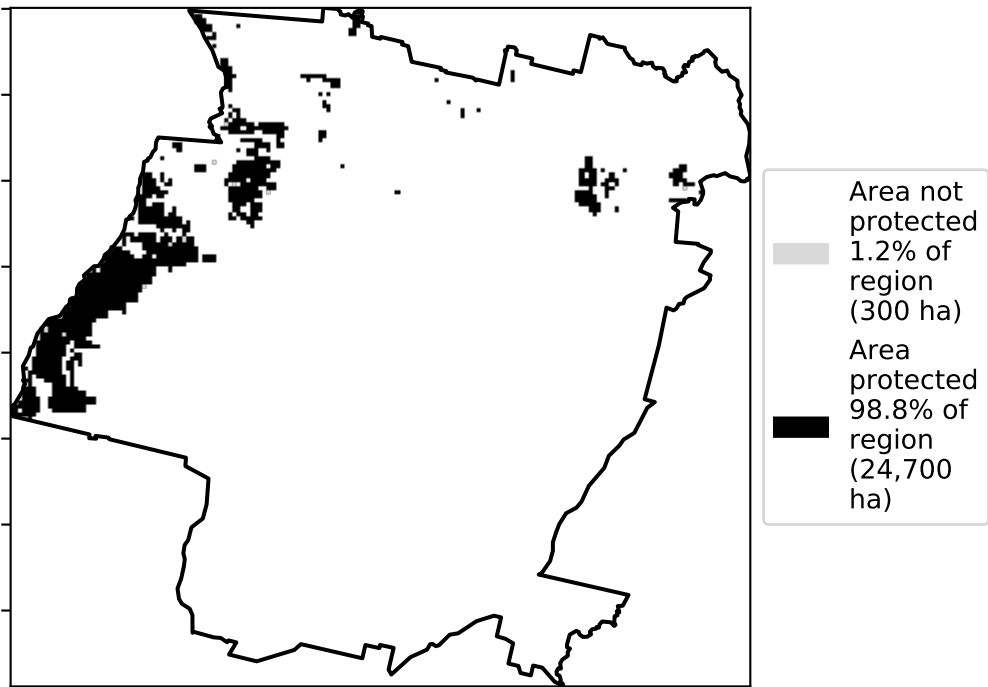 Area not
protected
1.2% of
region
(300 ha)
Area
protected
98.8% of
region
(24,700
ha)